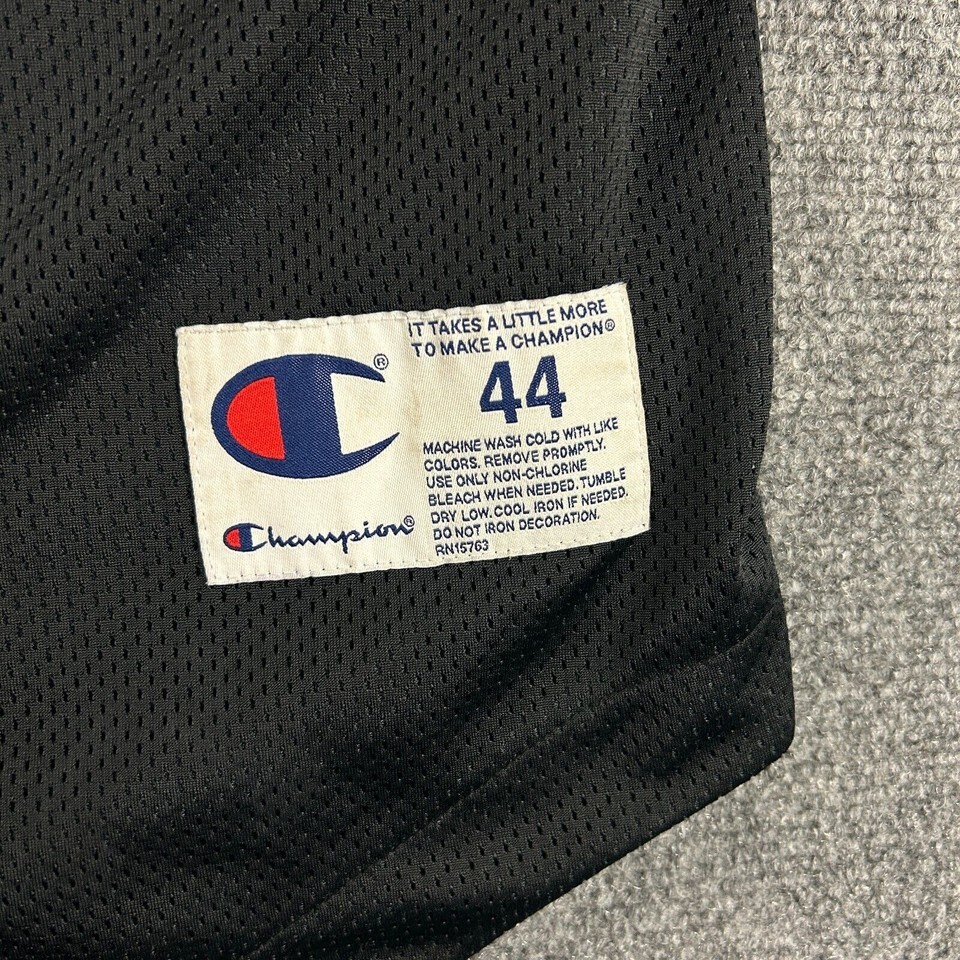 IT TAKES A LITTLE MORE
TO MAKE A CHAMPION®
44
MACHINE WASH COLD WITH LIKE
COLORS. REMOVE PROMPTLY.
USE ONLY NON-CHLORINE
BLEACH WHEN NEEDED. TUMBLE
DRY LOW. COOL IRON IF NEEDED.
DO NOT IRON DECORATION.
RN15763
®
Champion®